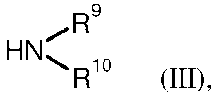 R⁹
HN
R¹⁰ (III),